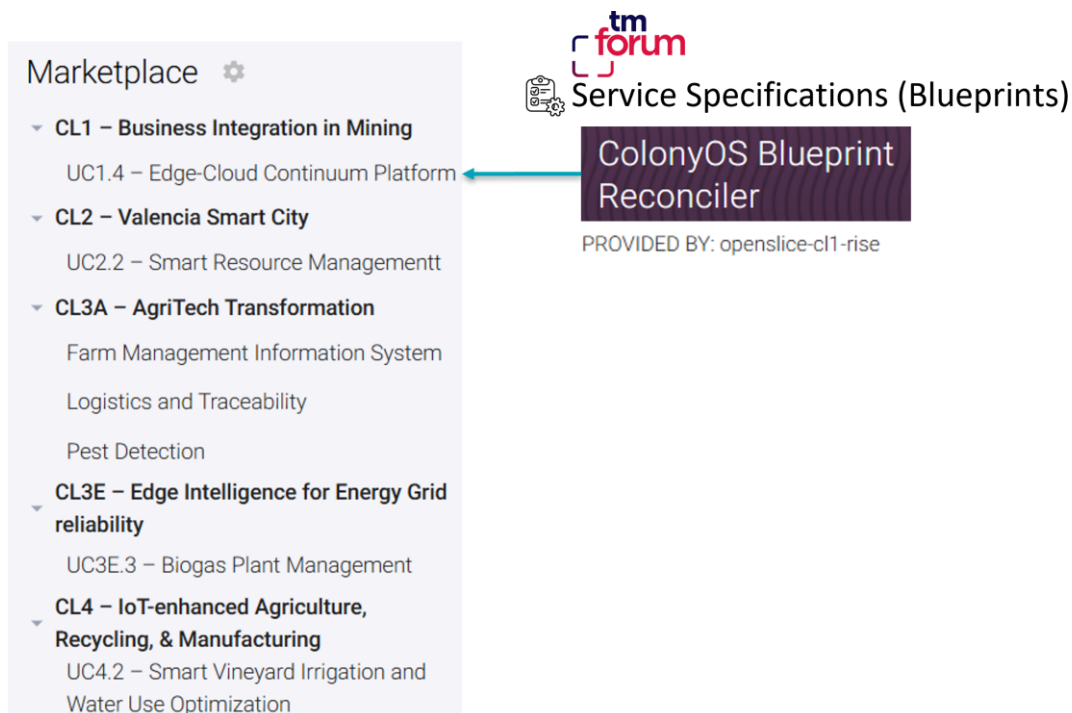 Marketplace
CL1 – Business Integration in Mining
UC1.4 – Edge-Cloud Continuum Platform
CL2 – Valencia Smart City
UC2.2 – Smart Resource Managementt
CL3A – AgriTech Transformation
Farm Management Information System
Logistics and Traceability
Pest Detection
CL3E – Edge Intelligence for Energy Grid
reliability
UC3E.3 – Biogas Plant Management
CL4 – IoT-enhanced Agriculture,
Recycling, & Manufacturing
UC4.2 – Smart Vineyard Irrigation and
Water Use Optimization
tm
forum
Service Specifications (Blueprints)
ColonyOS Blueprint
Reconciler
PROVIDED BY: openslice-cl1-rise